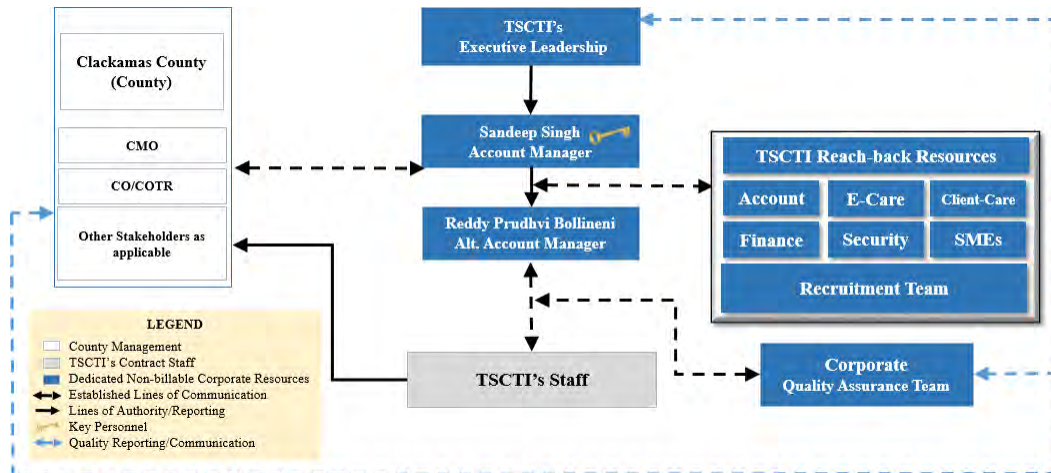 TSCTI's
Executive Leadership
Clackamas County
(County)
CMO
CO/COTR
Other Stakeholders as
applicable
Sandeep Singh
Account Manager
Reddy Prudhvi Bollineni
Alt. Account Manager
TSCTI Reach-back Resources
Account
E-Care
Client-Care
Finance
Security
SMEs
Recruitment Team
TSCTI's Staff
Corporate
Quality Assurance Team
LEGEND
County Management
TSCTI's Contract Staff
Dedicated Non-billable Corporate Resources
Established Lines of Communication
Lines of Authority/Reporting
Key Personnel
Quality Reporting/Communication